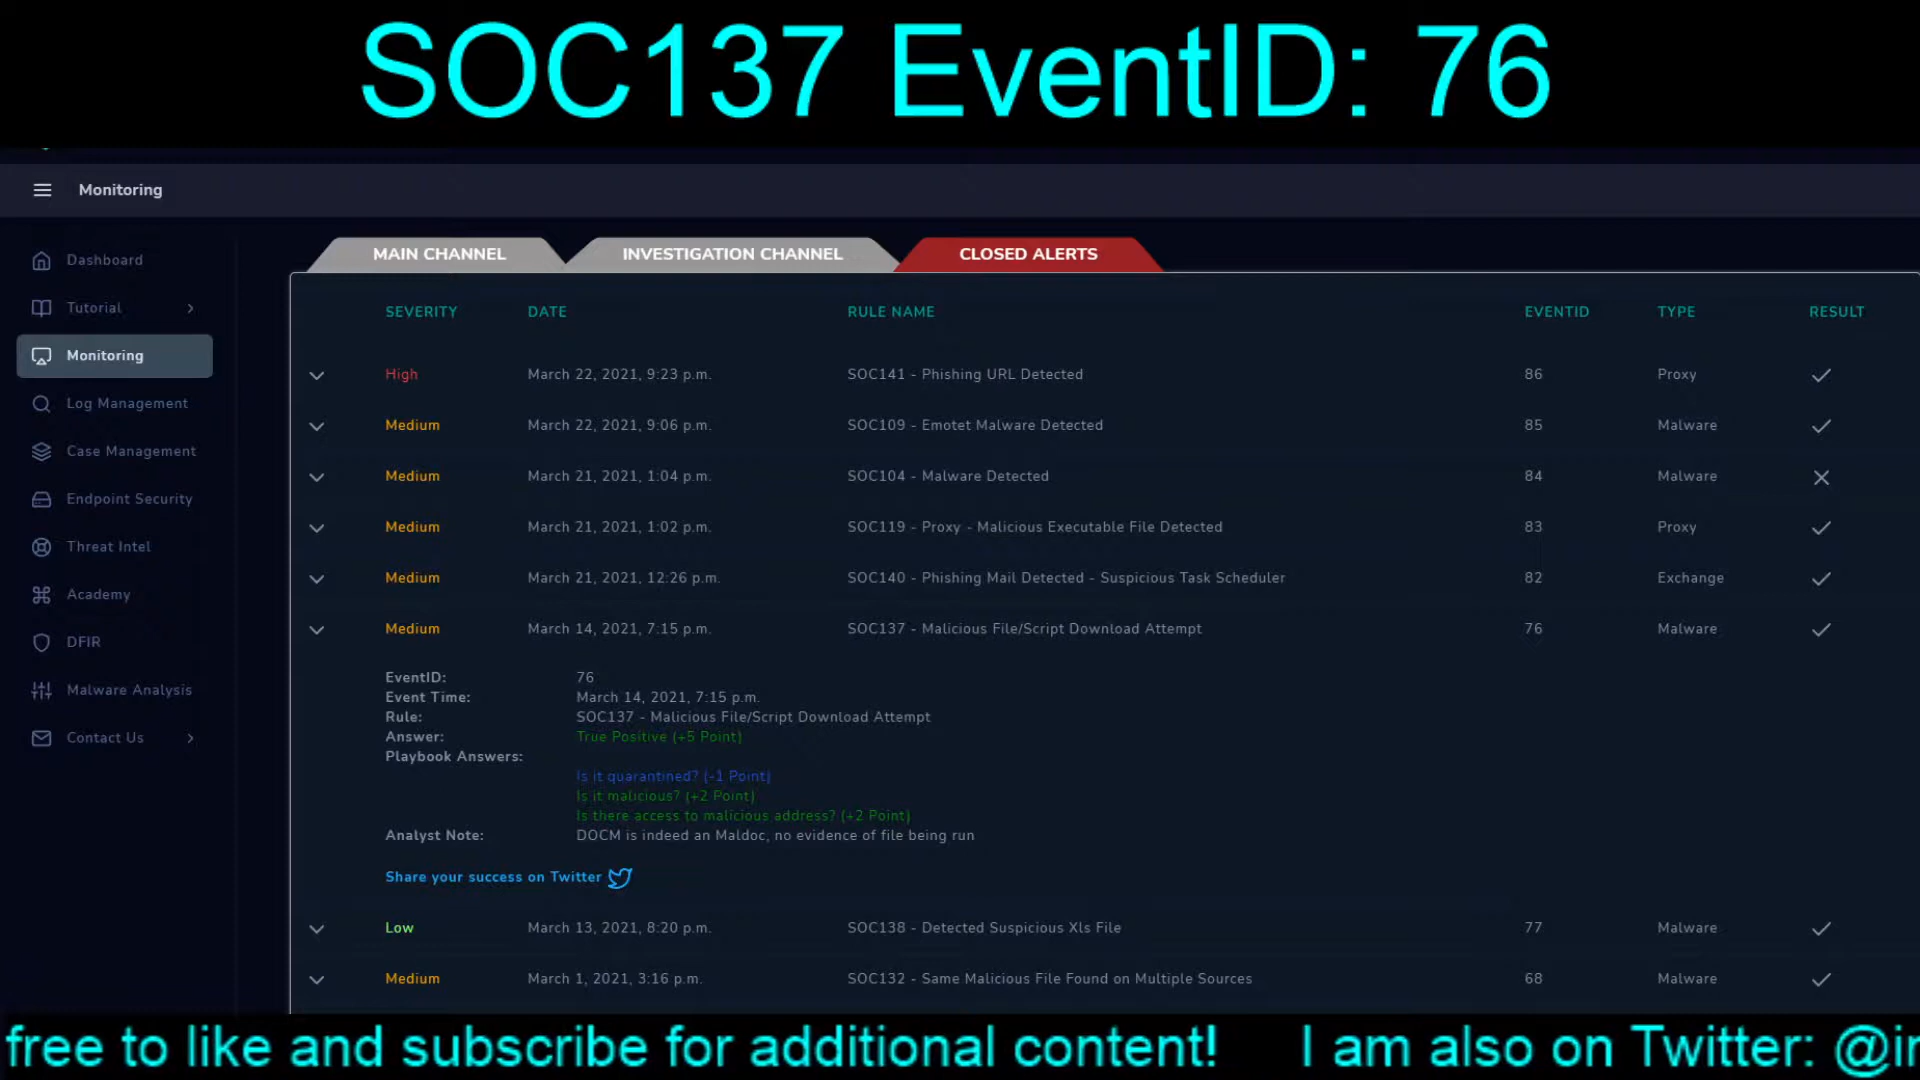 SOC137 EventID: 76
Monitoring
Dashboard
Tutorial
Monitoring
Log Management
Case Management
Endpoint Security
Threat Intel
Academy
DFIR
Malware Analysis
Contact Us
MAIN CHANNEL INVESTIGATION CHANNEL CLOSED ALERTS
SEVERITY DATE RULE NAME EVENTID TYPE RESULT
High March 22, 2021, 9:23 p.m. SOC141 - Phishing URL Detected 86 Proxy
Medium March 22, 2021, 9:06 p.m. SOC109 - Emotet Malware Detected 85 Malware
Medium March 21, 2021, 1:04 p.m. SOC104 - Malware Detected 84 Malware
Medium March 21, 2021, 1:02 p.m. SOC119 - Proxy - Malicious Executable File Detected 83 Proxy
Medium March 21, 2021, 12:26 p.m. SOC140 - Phishing Mail Detected - Suspicious Task Scheduler 82 Exchange
Medium March 14, 2021, 7:15 p.m. SOC137 - Malicious File/Script Download Attempt 76 Malware
EventID: 76
Event Time: March 14, 2021, 7:15 p.m.
Rule: SOC137 - Malicious File/Script Download Attempt
Answer: True Positive (+5 Point)
Playbook Answers:
Is it quarantined? (-1 Point)
Is it malicious? (+2 Point)
Is there access to malicious address? (+2 Point)
Analyst Note: DOCM is indeed an Maldoc, no evidence of file being run
Share your success on Twitter
Low March 13, 2021, 8:20 p.m. SOC138 - Detected Suspicious Xls File 77 Malware
Medium March 1, 2021, 3:16 p.m. SOC132 - Same Malicious File Found on Multiple Sources 68 Malware
free to like and subscribe for additional content! I am also on Twitter: